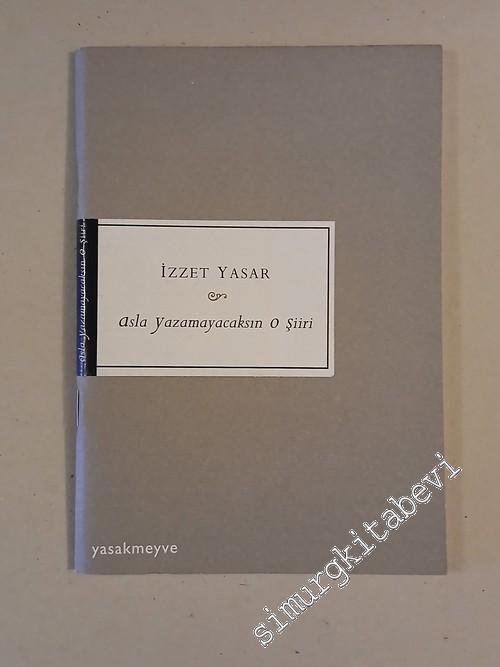 İZZET YASAR
asla yazamayacaksın o şiiri
asla yazamayacaksın o şiiri
yasakmeyve
simurgkitabevi